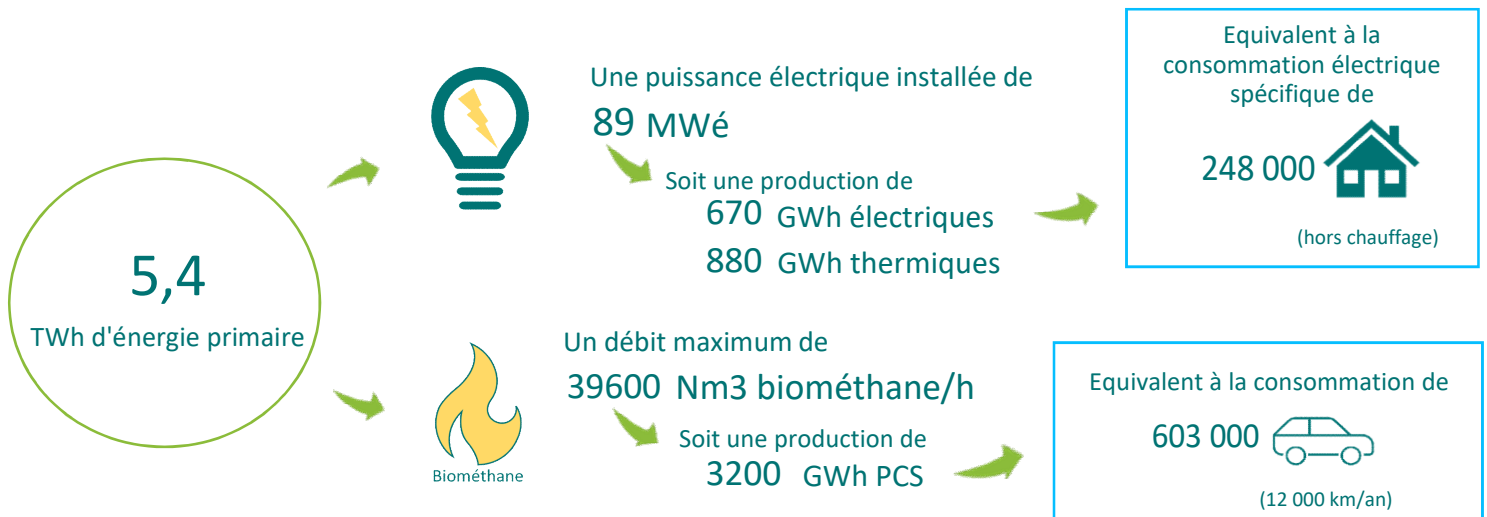 5,4
TWh d'énergie primaire
Une puissance électrique installée de
89 MWé
Soit une production de
670 GWh électriques
880 GWh thermiques
Equivalent à la
consommation électrique
spécifique de
248 000
(hors chauffage)
Biométhane
Un débit maximum de
39600 Nm3 biométhane/h
Soit une production de
3200 GWh PCS
Equivalent à la consommation de
603 000
(12 000 km/an)